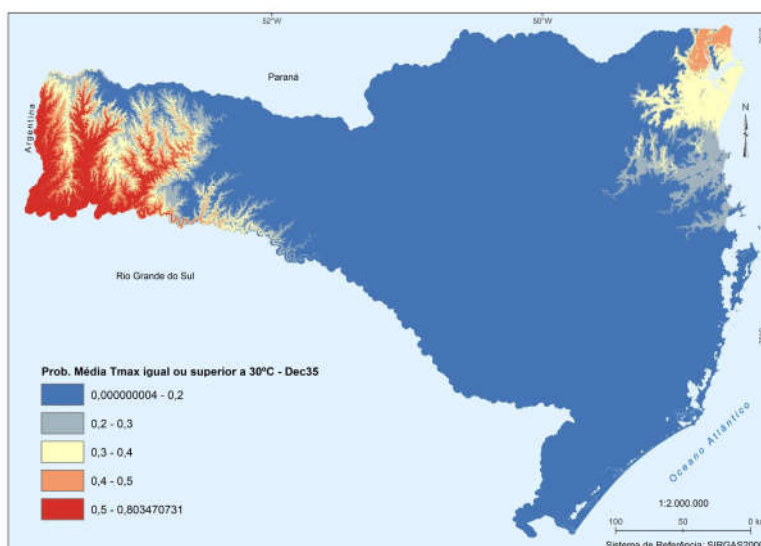 52°W
50°W
Paraná
Argentina
N
Rio Grande do Sul
Prob. Média Tmax igual ou superior a 30ºC - Dec35
0,000000004 - 0,2
0,2 - 0,3
0,3 - 0,4
0,4 - 0,5
0,5 - 0,803470731
Oceano Atlântico
1:2.000.000
100 50 0 k
Sistema de Referência: SIRGAS200